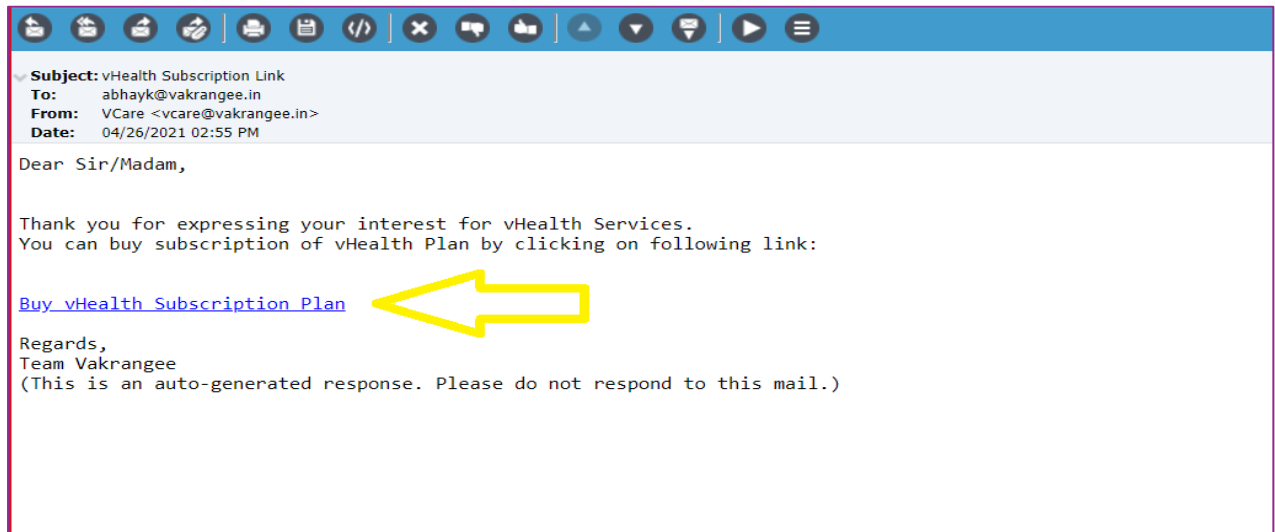 Subject: vHealth Subscription Link
To: abhayk@vakrangee.in
From: VCare <vcare@vakrangee.in>
Date: 04/26/2021 02:55 PM
Dear Sir/Madam,
Thank you for expressing your interest for vHealth Services.
You can buy subscription of vHealth Plan by clicking on following link:
Buy vHealth Subscription Plan
Regards,
Team Vakrangee
(This is an auto-generated response. Please do not respond to this mail.)